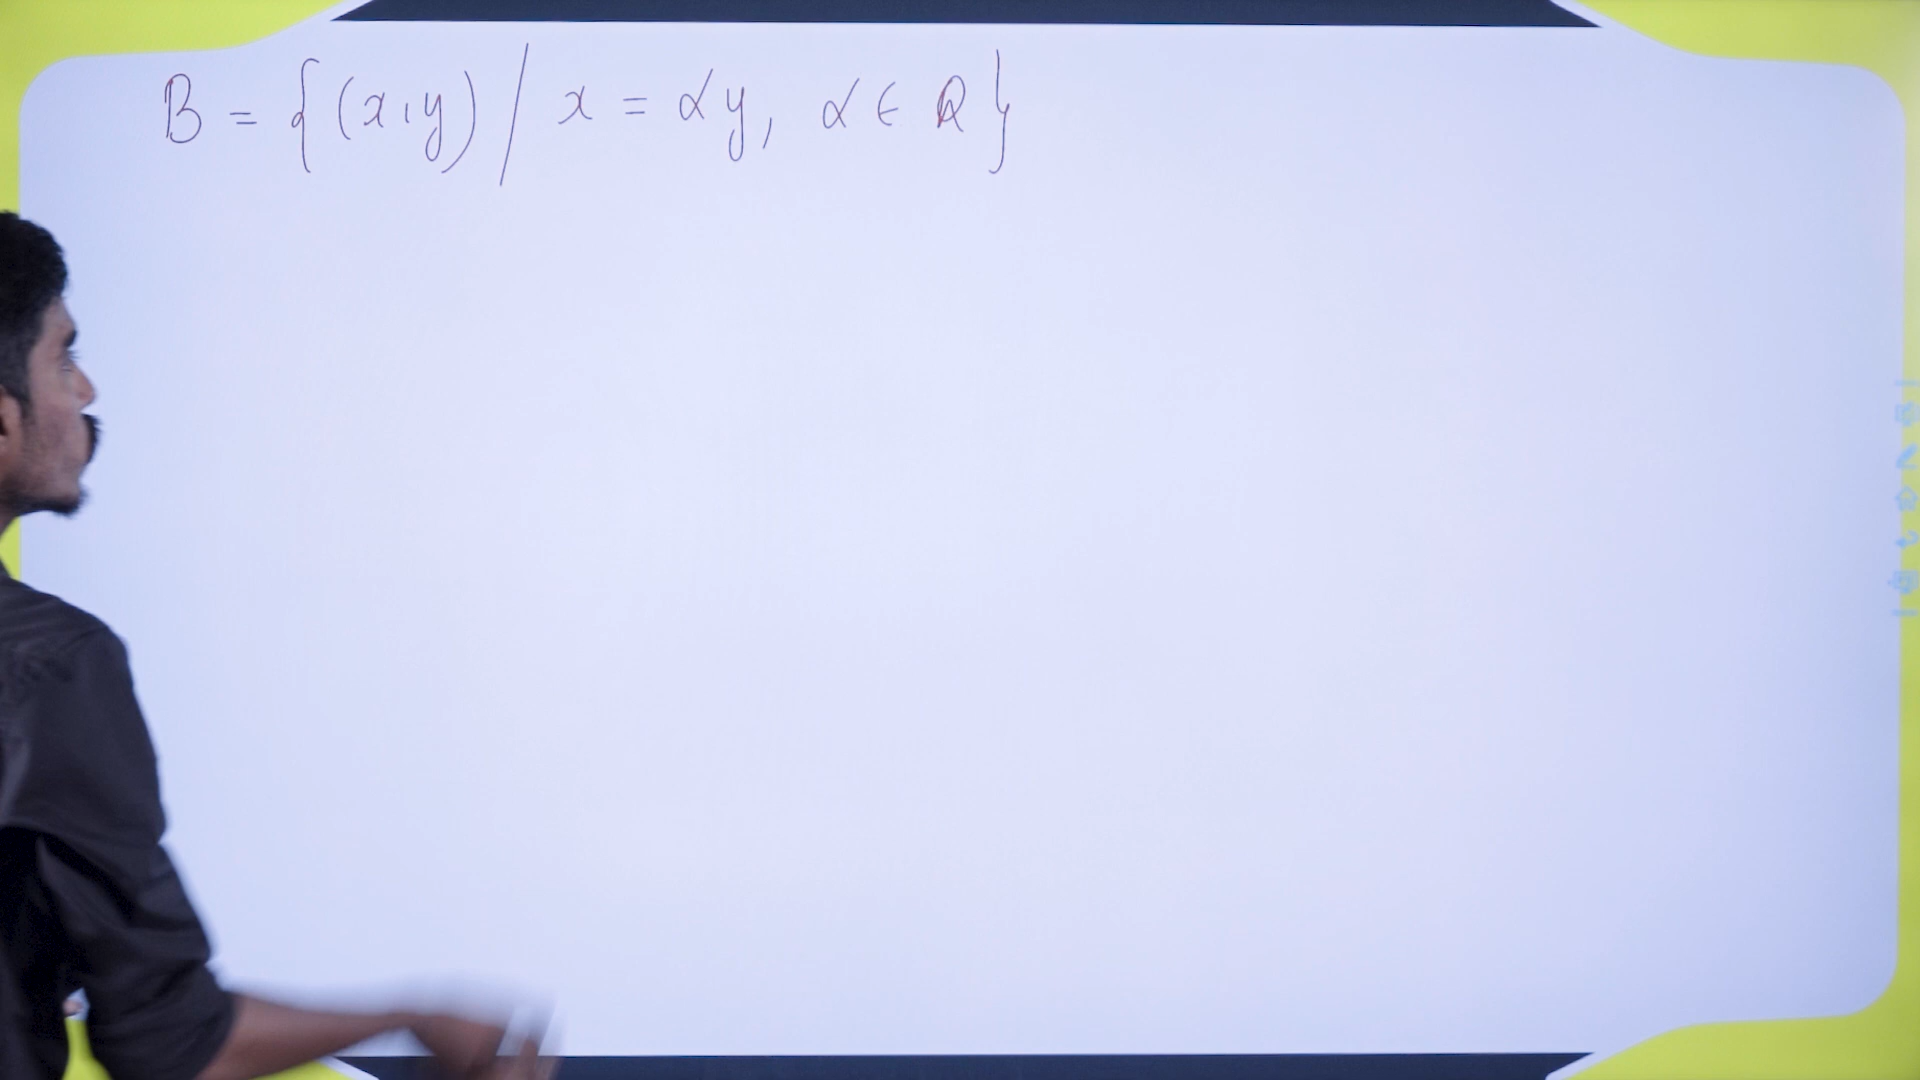 B = {(x,y) / x = αy, α ∈ Q}